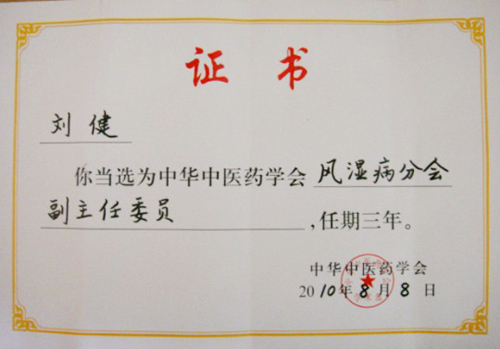 证书
刘健
你当选为中华中医药学会风湿病分会
副主任委员,任期三年。
中华中医药学会
2010年8月8日